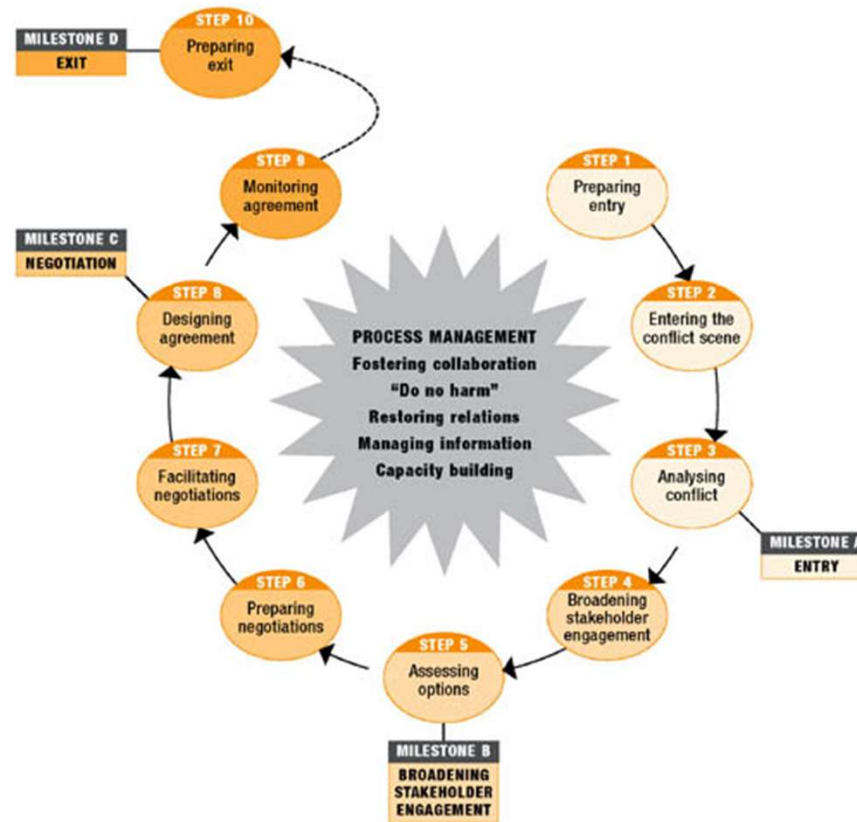 STEP 10
Preparing
exit
MILESTONE D
EXIT
STEP 9
Monitoring
agreement
STEP 1
Preparing
entry
MILESTONE C
NEGOTIATION
STEP 8
Designing
agreement
STEP 2
Entering the
conflict scene
PROCESS MANAGEMENT
Fostering collaboration
“Do no harm”
Restoring relations
Managing information
Capacity building
STEP 7
Facilitating
negotiations
STEP 3
Analysing
conflict
MILESTONE A
ENTRY
STEP 6
Preparing
negotiations
STEP 4
Broadening
stakeholder
engagement
STEP 5
Assessing
options
MILESTONE B
BROADENING
STAKEHOLDER
ENGAGEMENT